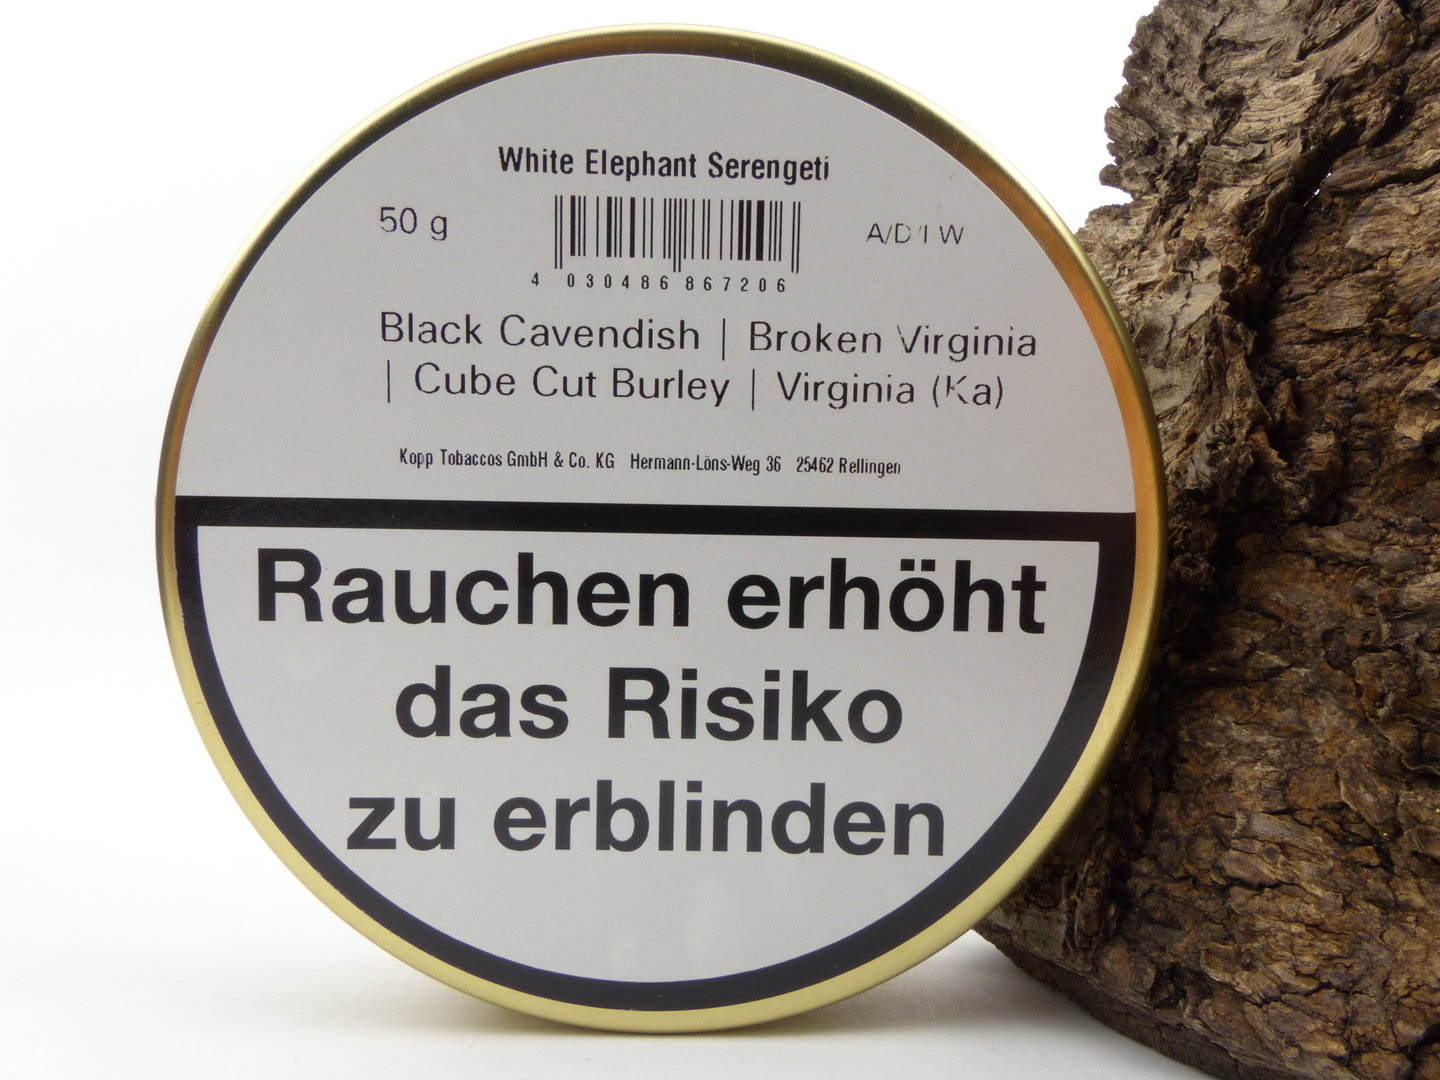 White Elephant Serengeti
50 g
4 030486 867206
Black Cavendish | Broken Virginia
| Cube Cut Burley | Virginia (Ka)
Kopp Tobaccos GmbH & Co. KG Hermann-Löns-Weg 36 25462 Rellingen
Rauchen erhöht
das Risiko
zu erblinden